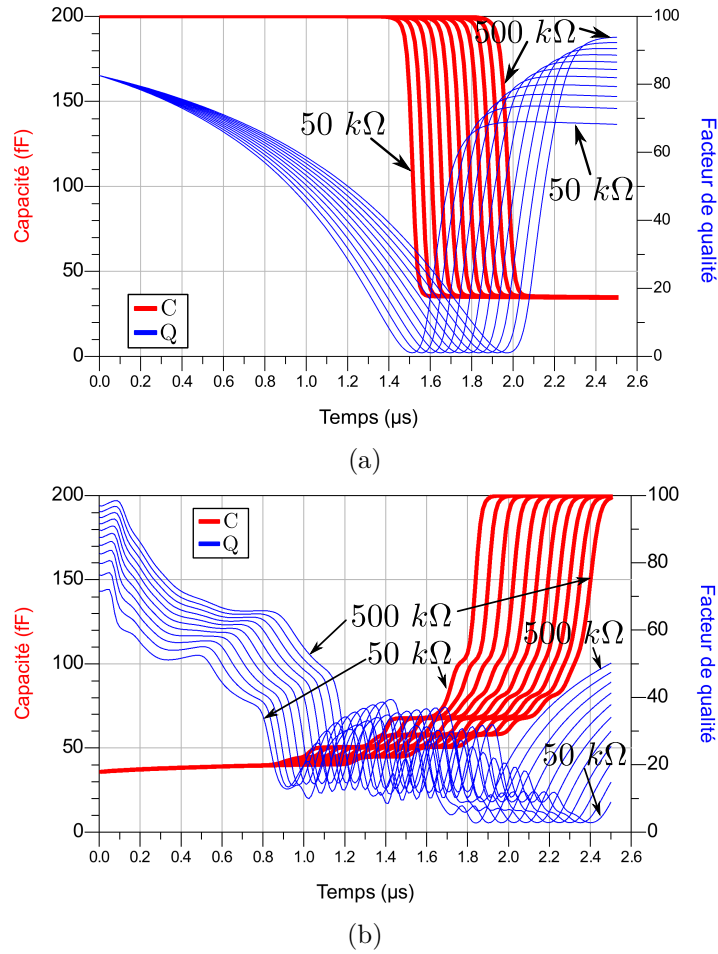 200
150
100
50
0
Capacité (fF)
100
80
60
40
20
0
Facteur de qualité
500 kΩ
50 kΩ
50 kΩ
C
Q
0.0 0.2 0.4 0.6 0.8 1.0 1.2 1.4 1.6 1.8 2.0 2.2 2.4 2.6
Temps (µs)
(a)
200
150
100
50
0
Capacité (fF)
100
80
60
40
20
0
Facteur de qualité
C
Q
500 kΩ
50 kΩ
500 kΩ
50 kΩ
0.0 0.2 0.4 0.6 0.8 1.0 1.2 1.4 1.6 1.8 2.0 2.2 2.4 2.6
Temps (µs)
(b)